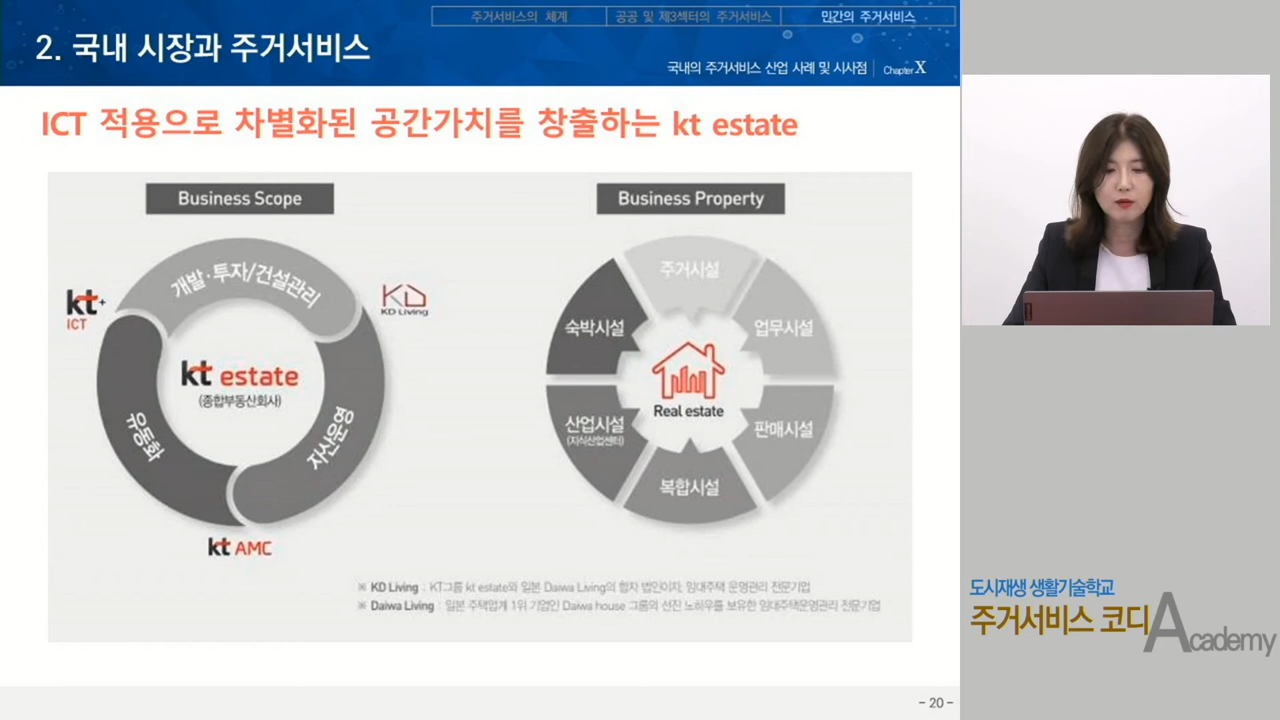 주거서비스의 체계
공공 및 제3섹터의 주거서비스
민간의 주거서비스
2. 국내 시장과 주거서비스
국내의 주거서비스 산업 사례 및 시사점
Chapter X
ICT 적용으로 차별화된 공간가치를 창출하는 kt estate
Business Scope
개발·투자/건설관리
kt+
ICT
KD
KD Living
kt estate
(종합부동산회사)
유동화
자산운영
kt AMC
Business Property
주거시설
숙박시설
업무시설
Real estate
산업시설
(지식산업센터)
판매시설
복합시설
※ KD Living : KT그룹 kt estate와 일본 Daiwa Living의 합자 법인이자, 임대주택 운영관리 전문기업
※ Daiwa Living : 일본 주택업계 1위 기업인 Daiwa house 그룹의 선진 노하우를 보유한 임대주택운영관리 전문기업
- 20 -
도시재생 생활기술학교
주거서비스 코디 Academy